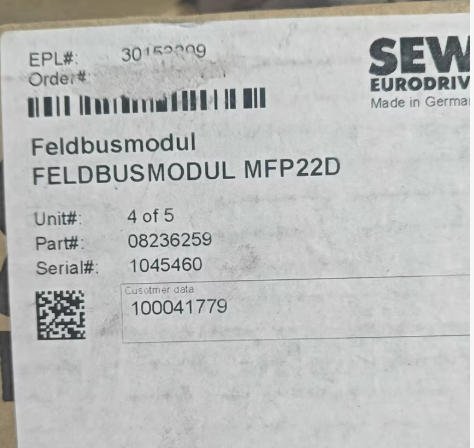 EPL#:
Order#:
SEW
EURODRIV
Made in Germa
Feldbusmodul
FELDBUSMODUL MFP22D
Unit#: 4 of 5
Part#: 08236259
Serial#: 1045460
Cusotmer data
100041779